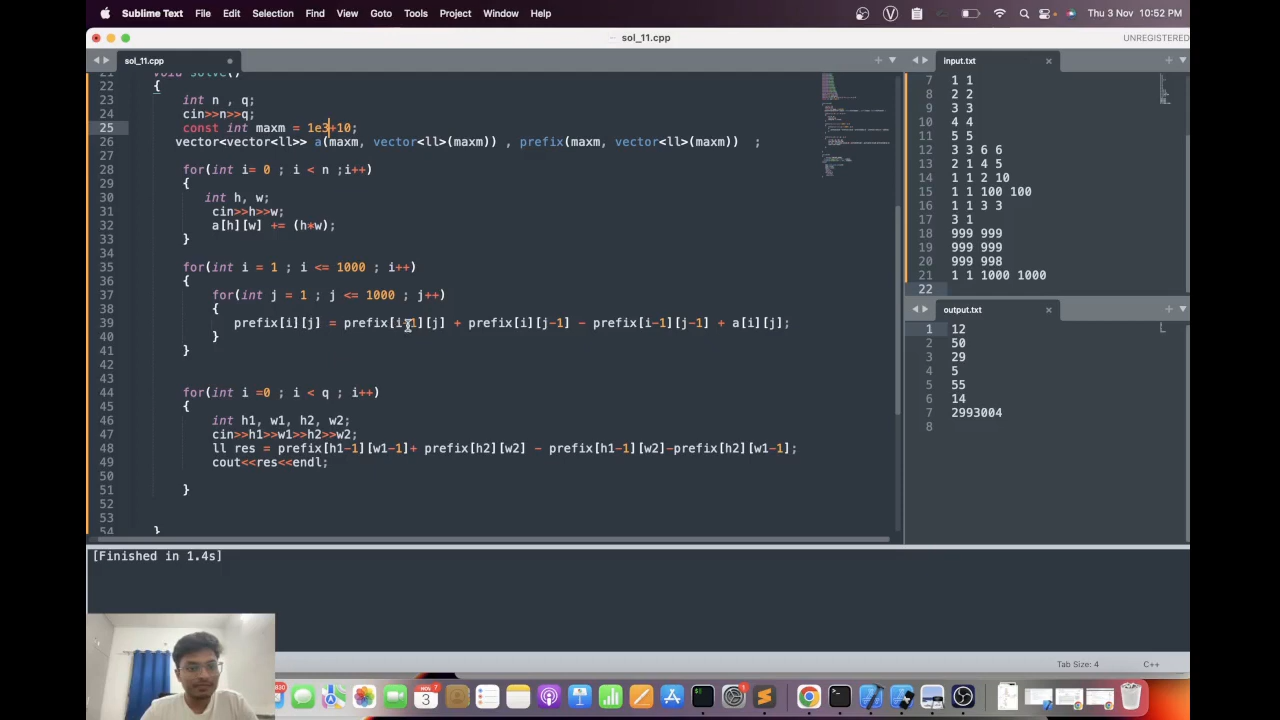 Sublime Text File Edit Selection Find View Goto Tools Project Window Help Thu 3 Nov 10:52 PM
sol_11.cpp UNREGISTERED
sol_11.cpp
21 void solve()
22 {
23 int n , q;
24 cin>>n>>q;
25 const int maxm = 1e3+10;
26 vector<vector<ll>> a(maxm, vector<ll>(maxm)) , prefix(maxm, vector<ll>(maxm)) ;
27
28 for(int i= 0 ; i < n ;i++)
29 {
30 int h, w;
31 cin>>h>>w;
32 a[h][w] += (h*w);
33 }
34
35 for(int i = 1 ; i <= 1000 ; i++)
36 {
37 for(int j = 1 ; j <= 1000 ; j++)
38 {
39 prefix[i][j] = prefix[i-1][j] + prefix[i][j-1] - prefix[i-1][j-1] + a[i][j];
40 }
41 }
42
43
44 for(int i =0 ; i < q ; i++)
45 {
46 int h1, w1, h2, w2;
47 cin>>h1>>w1>>h2>>w2;
48 ll res = prefix[h1-1][w1-1]+ prefix[h2][w2] - prefix[h1-1][w2]-prefix[h2][w1-1];
49 cout<<res<<endl;
50
51 }
52
53
54 }
input.txt
7 1 1
8 2 2
9 3 3
10 4 4
11 5 5
12 3 3 6 6
13 2 1 4 5
14 1 1 2 10
15 1 1 100 100
16 1 1 3 3
17 3 1
18 999 999
19 999 999
20 999 998
21 1 1 1000 1000
22
output.txt
1 12
2 50
3 29
4 5
5 55
6 14
7 2993004
8
[Finished in 1.4s]
Tab Size: 4 C++
NOV
3